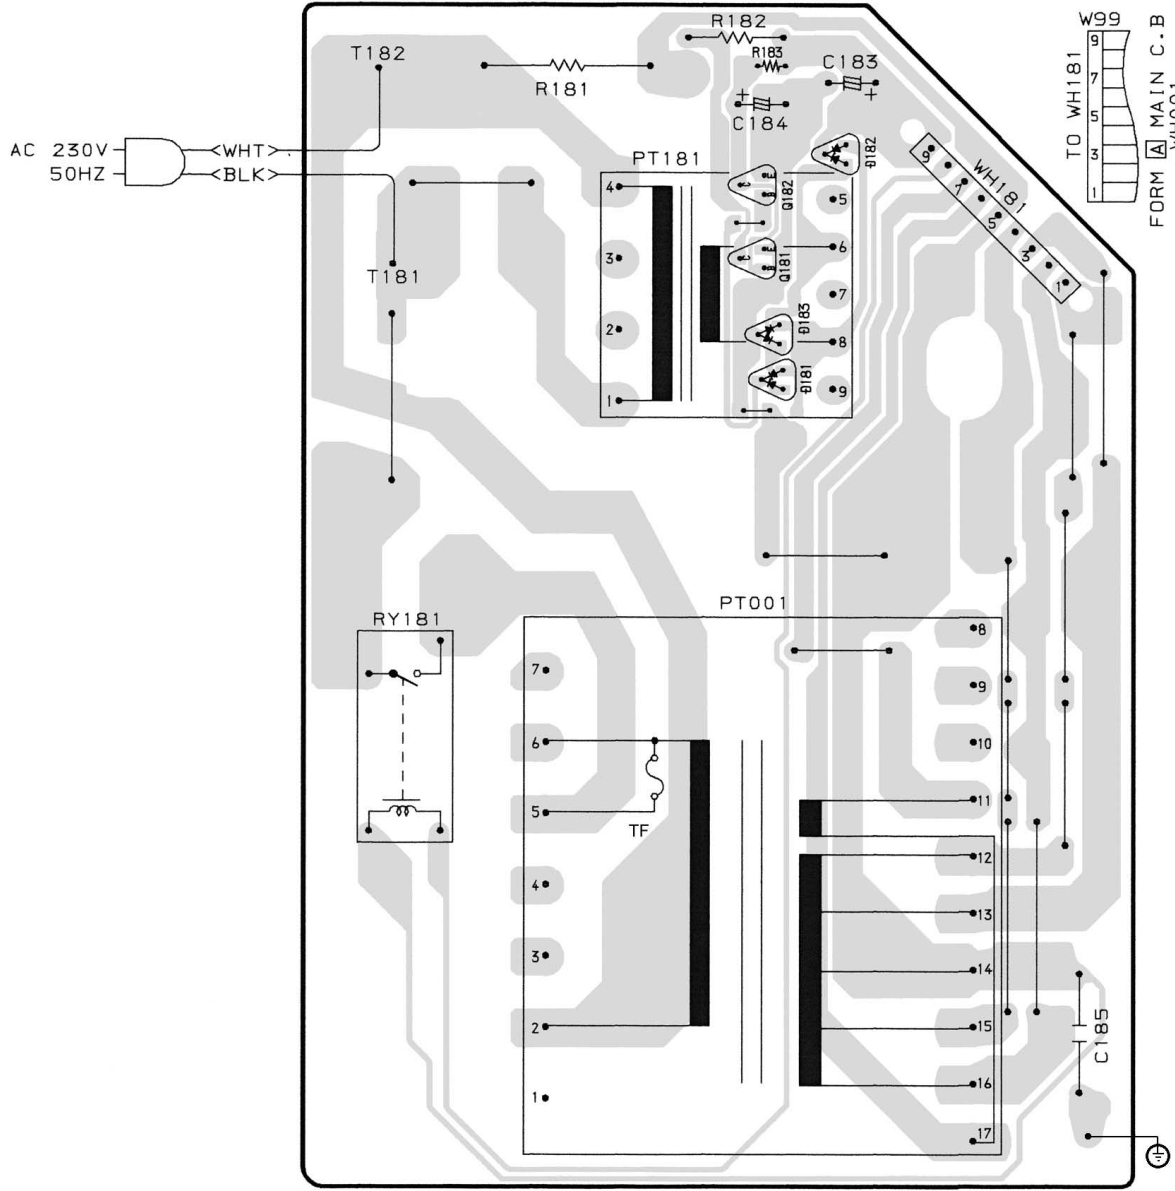 W99
R182
T182
R183
C183
R181
+
+
C184
TO WH181
9
7
5
3
1
FORM A MAIN C.B
AC 230V
50HZ
<WHT>
<BLK>
PT181
D182
9
7
5
3
1
WH181
4
3
2
1
C
E
B
Q182
5
6
C
E
B
Q181
7
D183
8
D181
9
T181
PT001
RY181
8
7
9
6
10
5
TF
11
12
4
13
3
14
2
15
C185
16
1
17